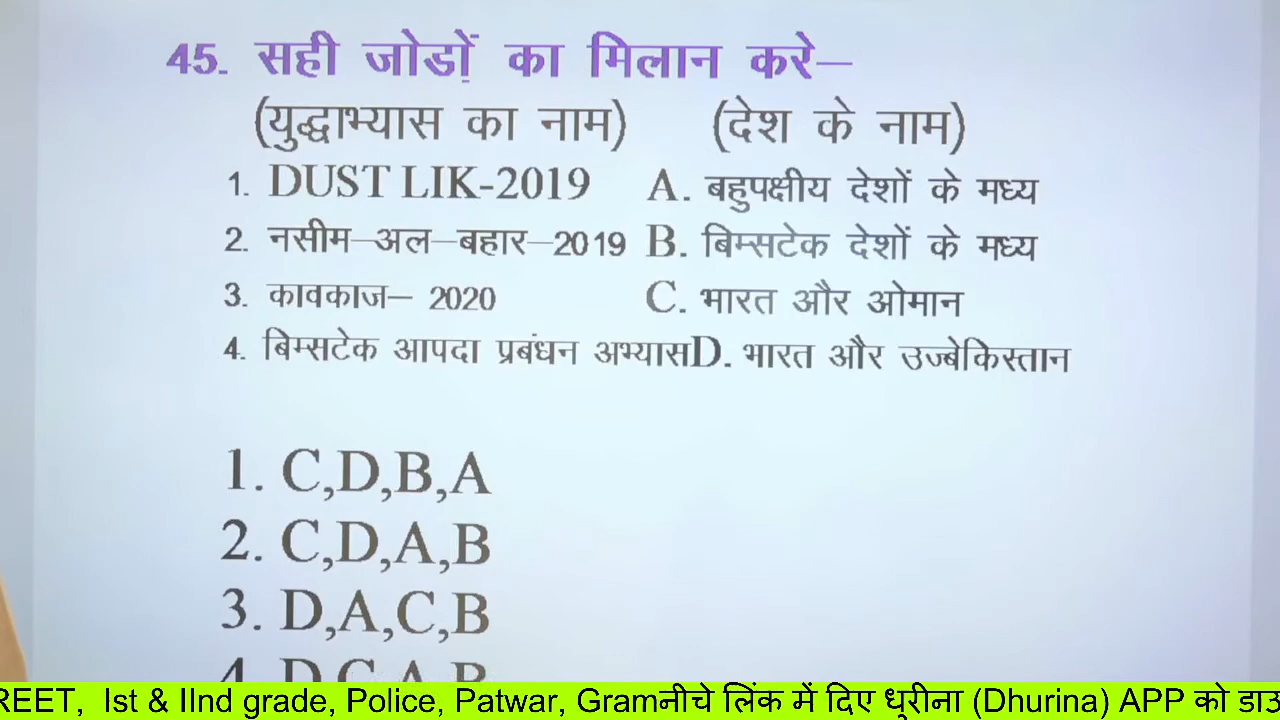 45. सही जोडों का मिलान करे–
(युद्धाभ्यास का नाम) (देश के नाम)
1. DUST LIK-2019 A. बहुपक्षीय देशों के मध्य
2. नसीम–अल–बहार–2019 B. बिम्सटेक देशों के मध्य
3. कावकाज– 2020 C. भारत और ओमान
4. बिम्सटेक आपदा प्रबंधन अभ्यास D. भारत और उज्बेकिस्तान
1. C,D,B,A
2. C,D,A,B
3. D,A,C,B
4. D,C,A,B
REET, Ist & IInd grade, Police, Patwar, Gramनीचे लिंक में दिए धुरीना (Dhurina) APP को डाउ